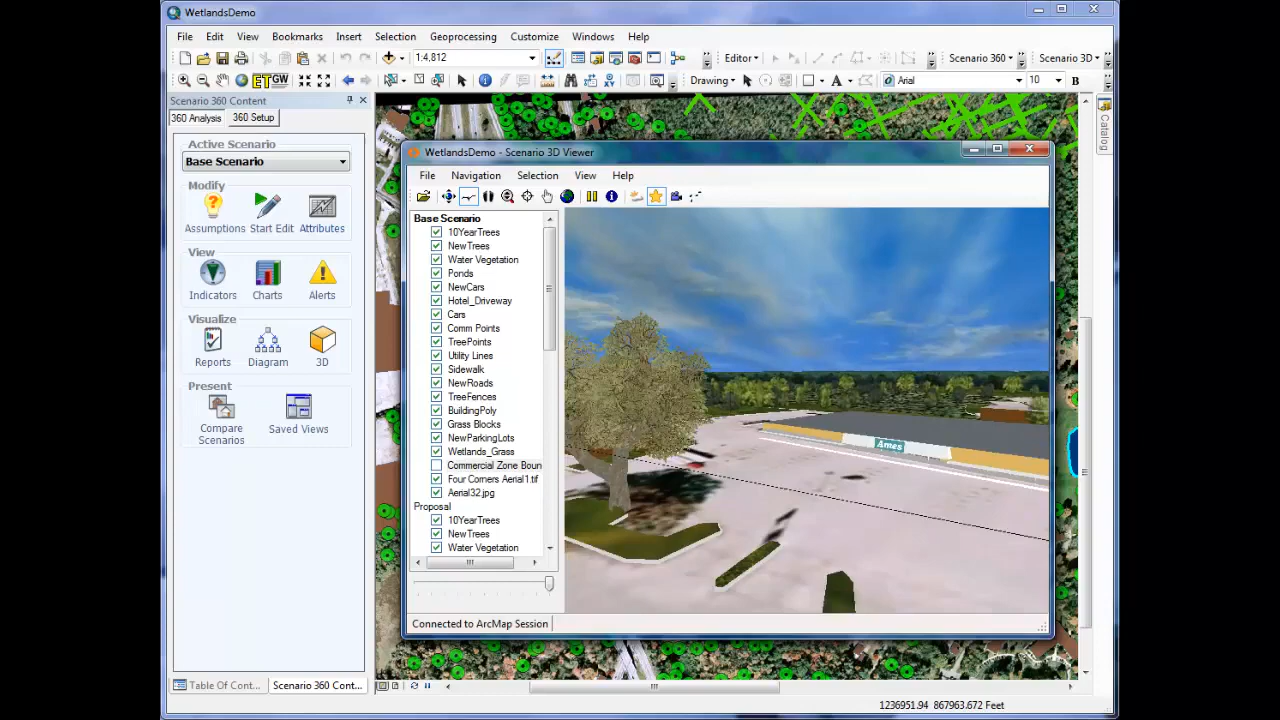 WetlandsDemo
File Edit View Bookmarks Insert Selection Geoprocessing Customize Windows Help
1:4,812 Editor Scenario 360 Scenario 3D
ET GW Drawing A Arial 10 B
Scenario 360 Content
360 Analysis 360 Setup
Active Scenario
Base Scenario
Modify
Assumptions Start Edit Attributes
View
Indicators Charts Alerts
Visualize
Reports Diagram 3D
Present
Compare Scenarios Saved Views
Table Of Cont... Scenario 360 Cont...
Catalog
WetlandsDemo - Scenario 3D Viewer
File Navigation Selection View Help
Base Scenario
10YearTrees
NewTrees
Water Vegetation
Ponds
NewCars
Hotel_Driveway
Cars
Comm Points
TreePoints
Utility Lines
Sidewalk
NewRoads
TreeFences
BuildingPoly
Grass Blocks
NewParkingLots
Wetlands_Grass
Commercial Zone Boun
Four Corners Aerial1.tif
Aerial32.jpg
Proposal
10YearTrees
NewTrees
Water Vegetation
Ames
Connected to ArcMap Session
1236951.94 867963.672 Feet